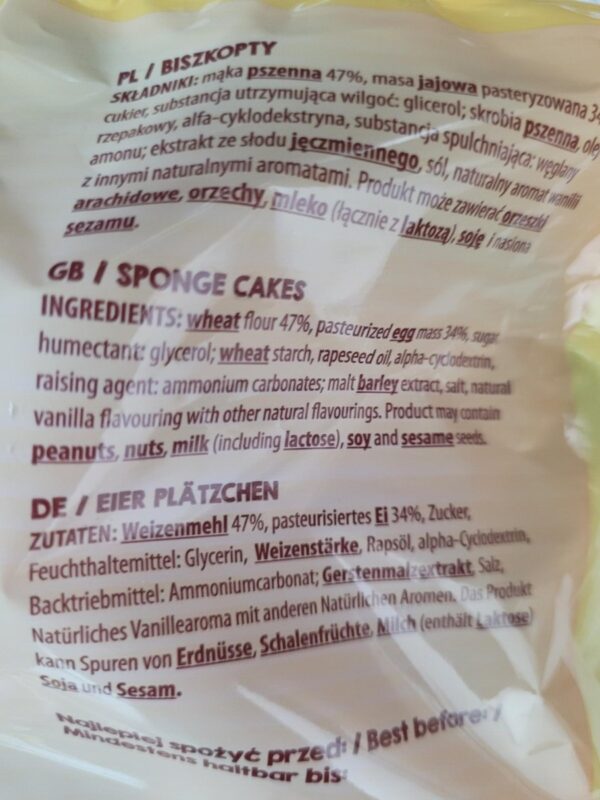 PL / BISZKOPTY
SKŁADNIKI: mąka pszenna 47%, masa jajowa pasteryzowana
cukier, substancja utrzymująca wilgoć: glicerol; skrobia pszenna, olej
rzepakowy, alfa-cyklodekstryna, substancja spulchniająca: węglany
amonu; ekstrakt ze słodu jęczmiennego, sól, naturalny aromat wanilii
z innymi naturalnymi aromatami. Produkt może zawierać orzeszki
arachidowe, orzechy, mleko (łącznie z laktozą), soję i nasiona
sezamu.
GB / SPONGE CAKES
INGREDIENTS: wheat flour 47%, pasteurized egg mass 34%, sugar,
humectant: glycerol; wheat starch, rapeseed oil, alpha-cyclodextrin,
raising agent: ammonium carbonates; malt barley extract, salt, natural
vanilla flavouring with other natural flavourings. Product may contain
peanuts, nuts, milk (including lactose), soy and sesame seeds.
DE / EIER PLÄTZCHEN
ZUTATEN: Weizenmehl 47%, pasteurisiertes Ei 34%, Zucker,
Feuchthaltemittel: Glycerin, Weizenstärke, Rapsöl, alpha-Cyclodextrin,
Backtriebmittel: Ammoniumcarbonat; Gerstenmalzextrakt, Salz,
Natürliches Vanillearoma mit anderen Natürlichen Aromen. Das Produkt
kann Spuren von Erdnüsse, Schalenfrüchte, Milch (enthält Laktose)
Soja und Sesam.
Najlepiej spożyć przed: / Best before: /
Mindestens haltbar bis: